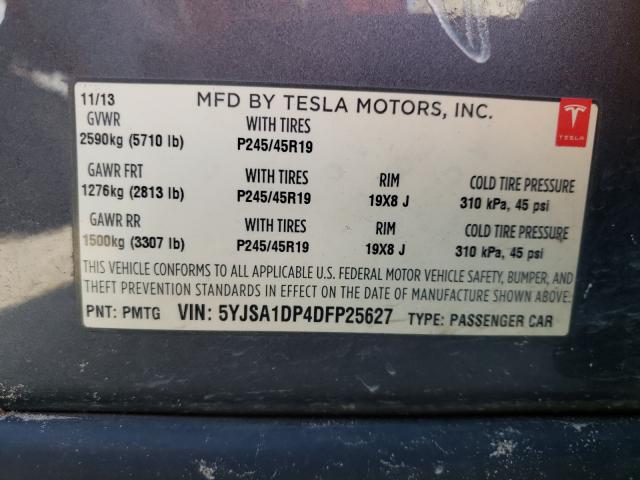 11/13 MFD BY TESLA MOTORS, INC.
GVWR WITH TIRES
2590kg (5710 lb) P245/45R19
TESLA
GAWR FRT WITH TIRES RIM COLD TIRE PRESSURE
1276kg (2813 lb) P245/45R19 19X8 J 310 kPa, 45 psi
GAWR RR WITH TIRES RIM COLD TIRE PRESSURE
1500kg (3307 lb) P245/45R19 19X8 J 310 kPa, 45 psi
THIS VEHICLE CONFORMS TO ALL APPLICABLE U.S. FEDERAL MOTOR VEHICLE SAFETY, BUMPER, AND
THEFT PREVENTION STANDARDS IN EFFECT ON THE DATE OF MANUFACTURE SHOWN ABOVE.
PNT: PMTG VIN: 5YJSA1DP4DFP25627 TYPE: PASSENGER CAR